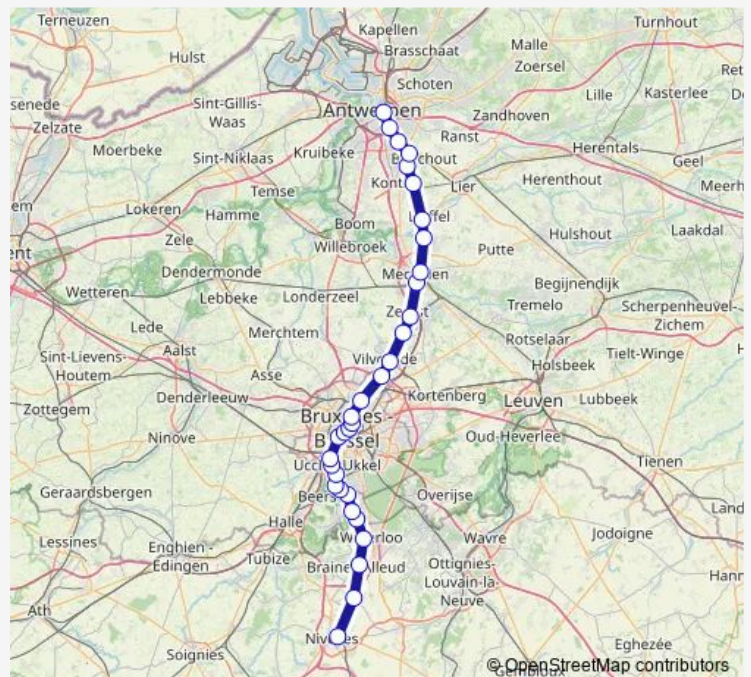 Terneuzen
Kapellen
Turnhout
Brasschaat
Malle
Hulst
Zoersel
Schoten
Lille
Kasterlee
Sint-Gillis-
Waas
Antwerpen
Zandhoven
Zelzate
Ranst
Moerbeke
Sint-Niklaas
Kruibeke
Herentals
Geel
Temse
Lier
Herenthout
Lokeren
Hamme
Boom
Hulshout
Laakdal
Zele
Willebroek
Putte
Dendermonde
Begijnendijk
Wetteren
Lebbeke
Londerzeel
Tremelo
Scherpenheuvel-
Zichem
Lede
Merchtem
Rotselaar
Aalst
Tielt-Winge
Sint-Lievens-
Houtem
Asse
Holsbeek
Denderleeuw
Kortenberg
Leuven
Lubbeek
Zottegem
Ninove
Oud-Heverlee
Tienen
Geraardsbergen
Overijse
Halle
Lessines
Enghien -
Edingen
Tubize
Wavre
Jodoigne
Ottignies-
Louvain-la-
Neuve
Ath
Soignies
Eghezée
© OpenStreetMap contributors